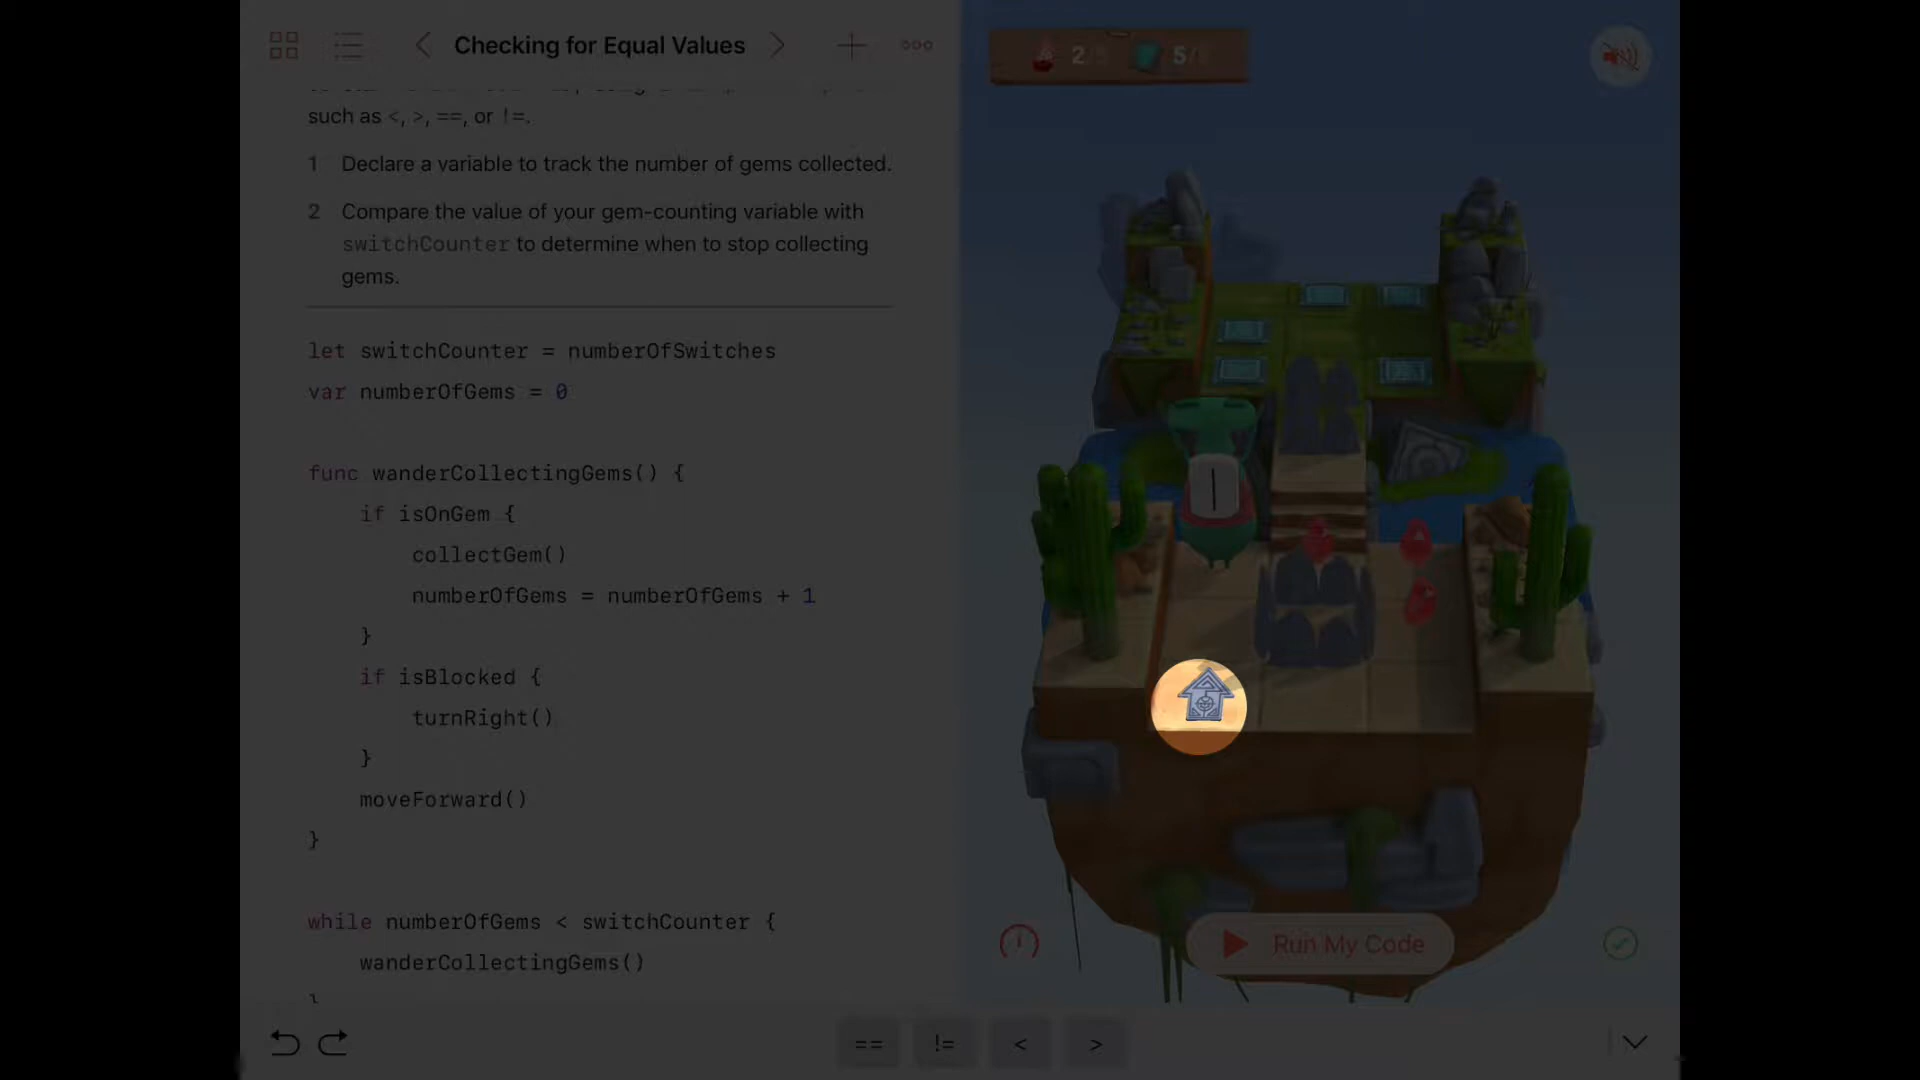 Checking for Equal Values
such as <, >, ==, or !=.
1 Declare a variable to track the number of gems collected.
2 Compare the value of your gem-counting variable with
switchCounter to determine when to stop collecting
gems.
let switchCounter = numberOfSwitches
var numberOfGems = 0
func wanderCollectingGems() {
if isOnGem {
collectGem()
numberOfGems = numberOfGems + 1
}
if isBlocked {
turnRight()
}
moveForward()
}
while numberOfGems < switchCounter {
wanderCollectingGems()
2/
5/
Run My Code
== != < >